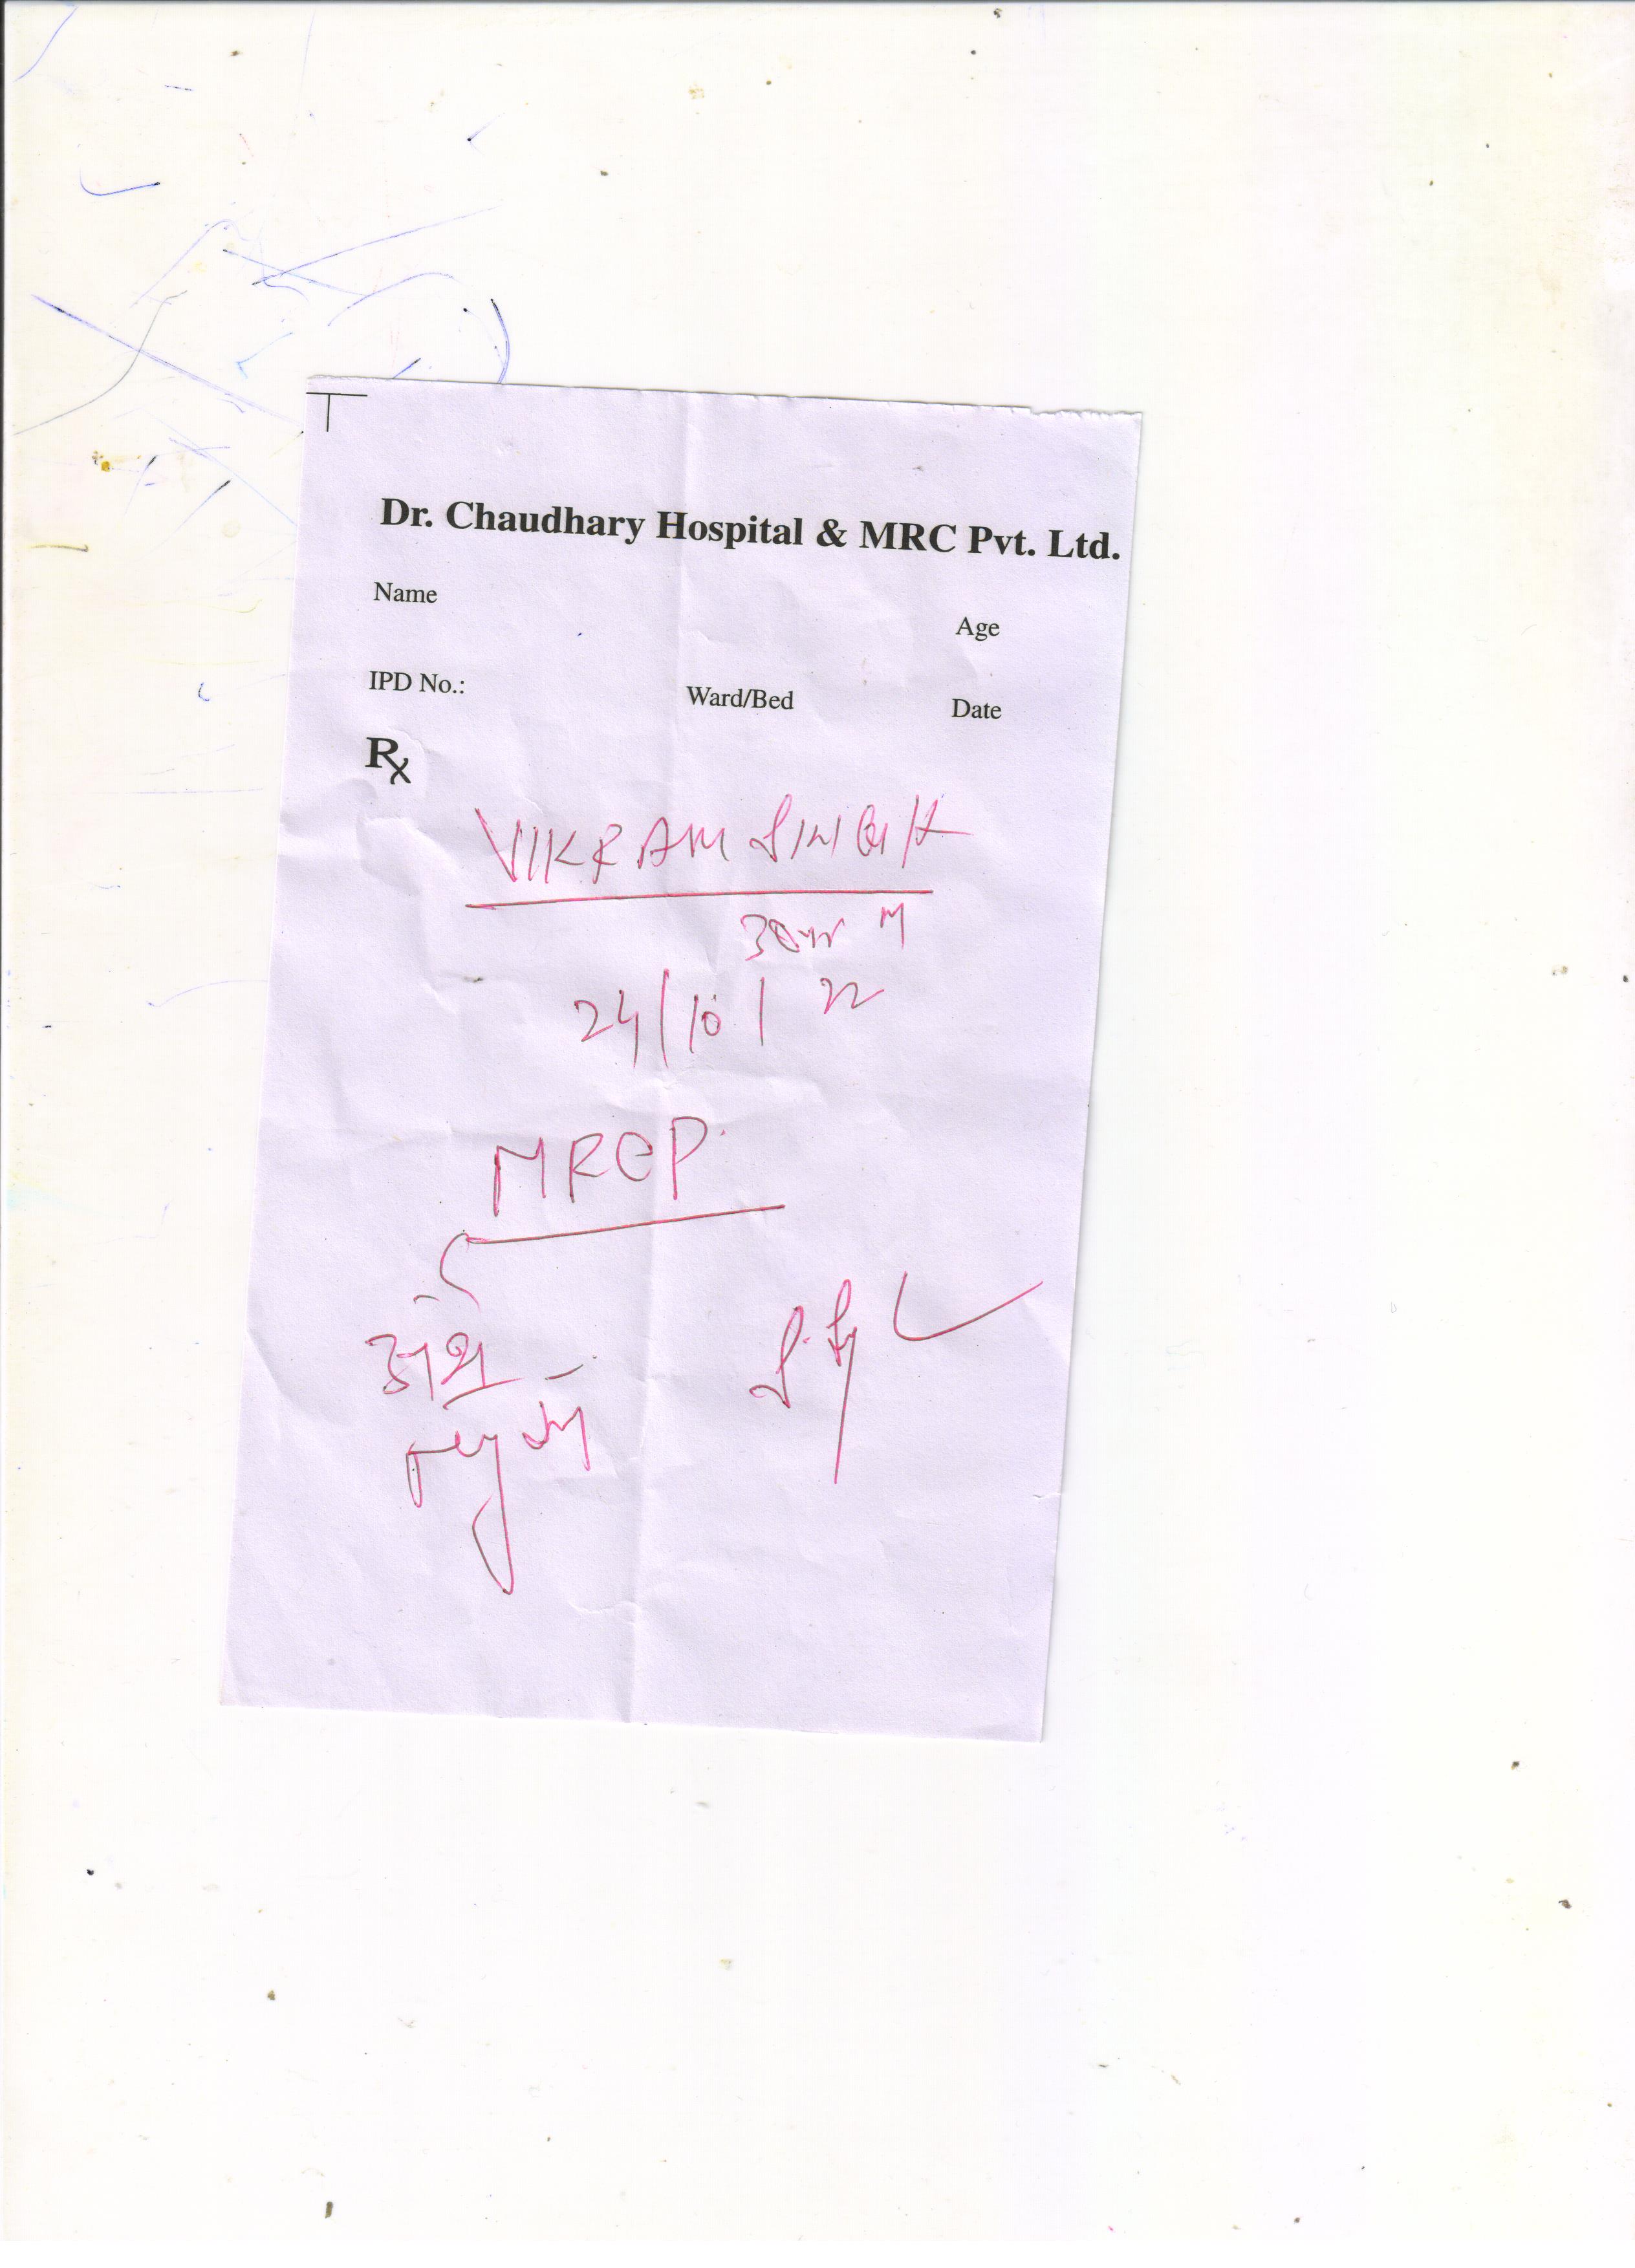 Dr. Chaudhary Hospital & MRC Pvt. Ltd.
Name
Age
IPD No.:
Ward/Bed
Date
Rx
VIKRAM SINGH
30yr M
24/10/22
MRCP